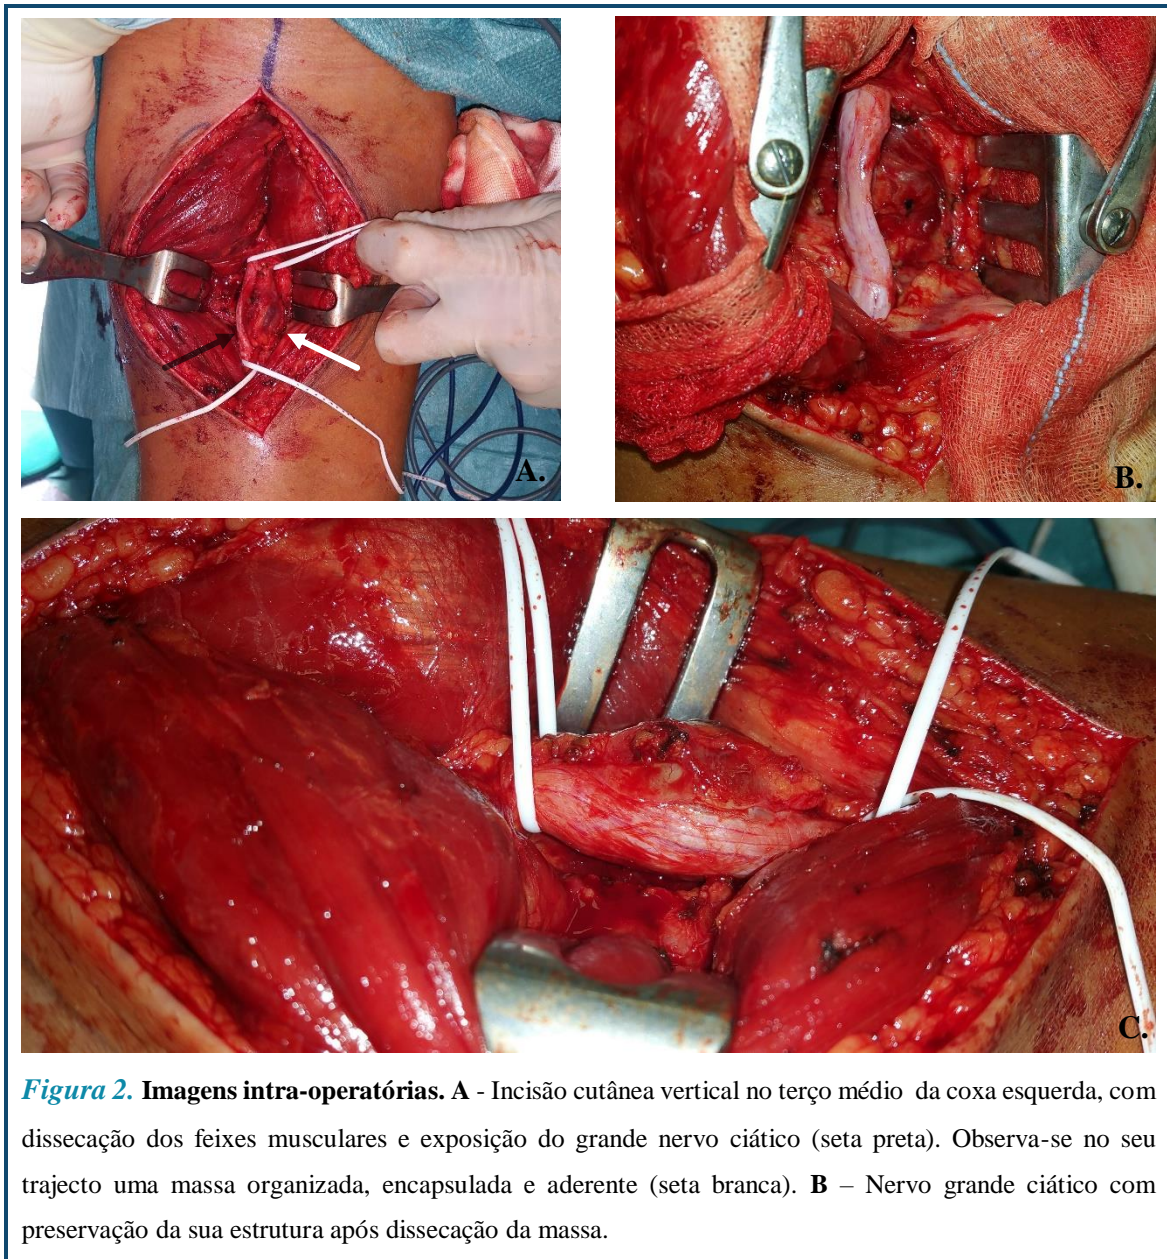 A.
B.
C.
Figura 2. Imagens intra-operatórias. A - Incisão cutânea vertical no terço médio da coxa esquerda, com
dissecação dos feixes musculares e exposição do grande nervo ciático (seta preta). Observa-se no seu
trajecto uma massa organizada, encapsulada e aderente (seta branca). B – Nervo grande ciático com
preservação da sua estrutura após dissecação da massa.